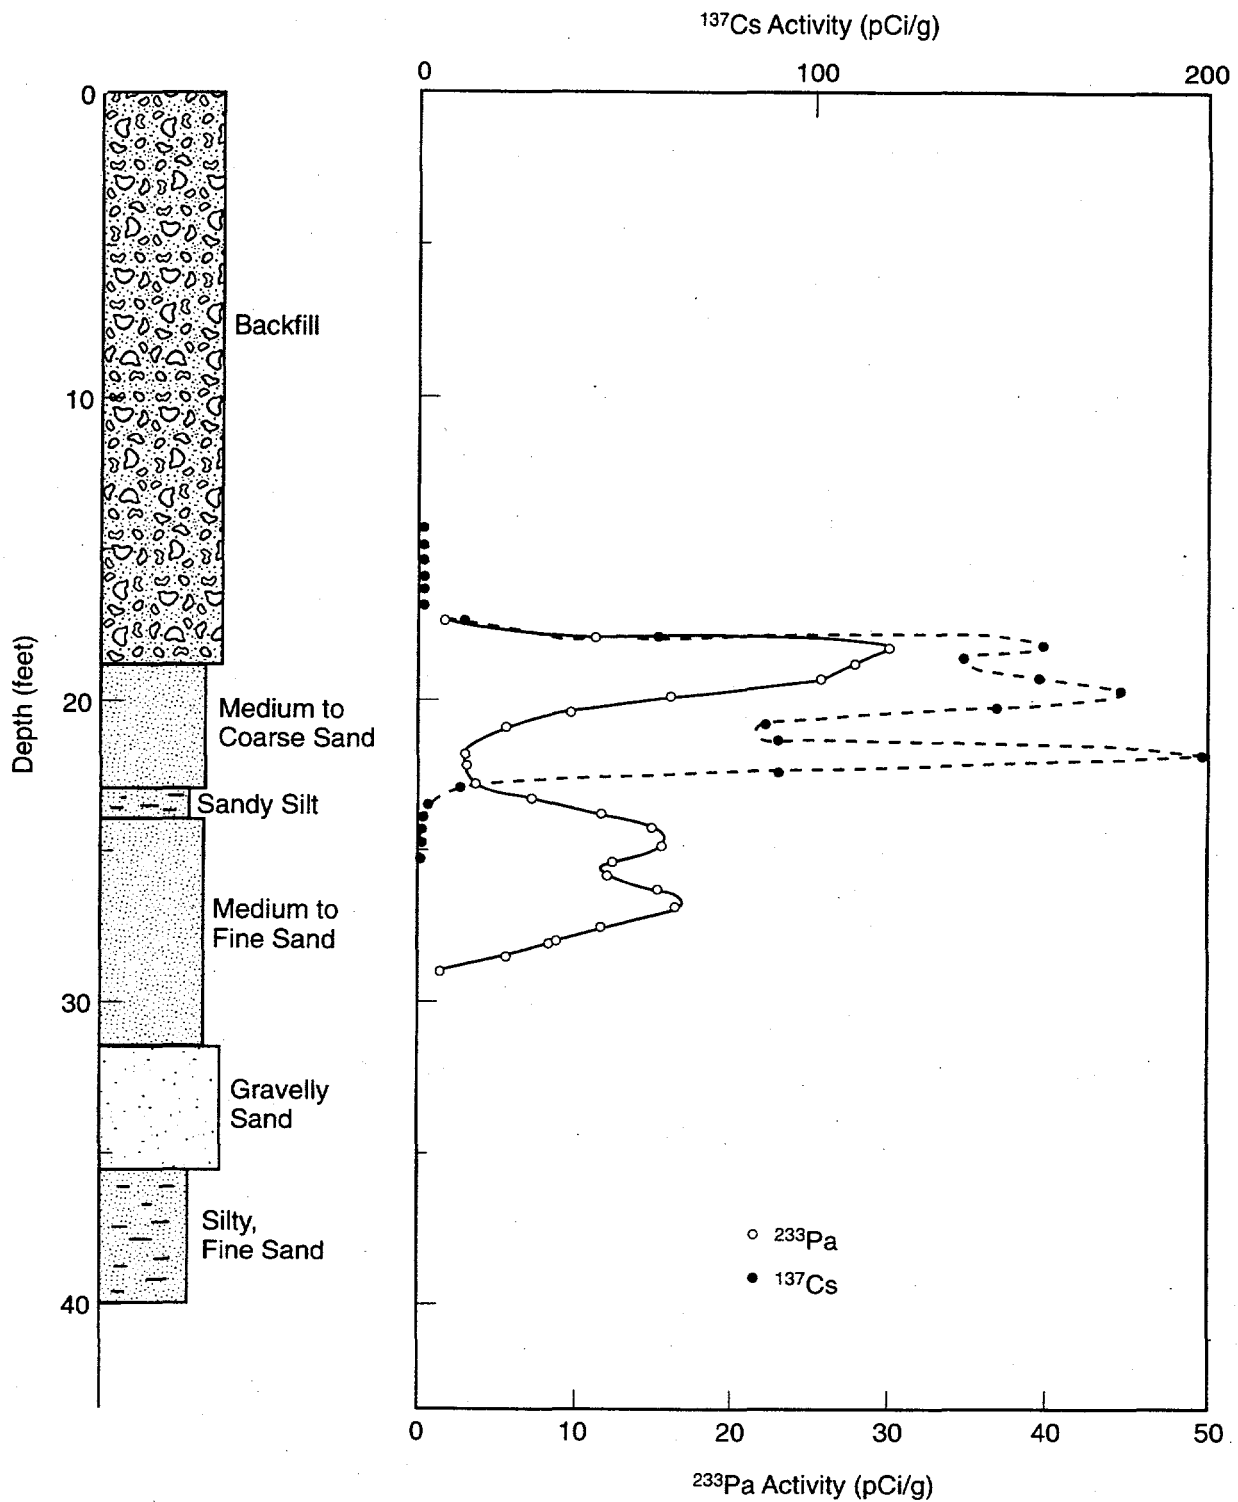 ¹³⁷Cs Activity (pCi/g)
0 100 200
0
Backfill
10
Depth (feet)
20
Medium to
Coarse Sand
Sandy Silt
Medium to
Fine Sand
30
Gravelly
Sand
Silty,
Fine Sand
40
²³³Pa
¹³⁷Cs
0 10 20 30 40 50
²³³Pa Activity (pCi/g)